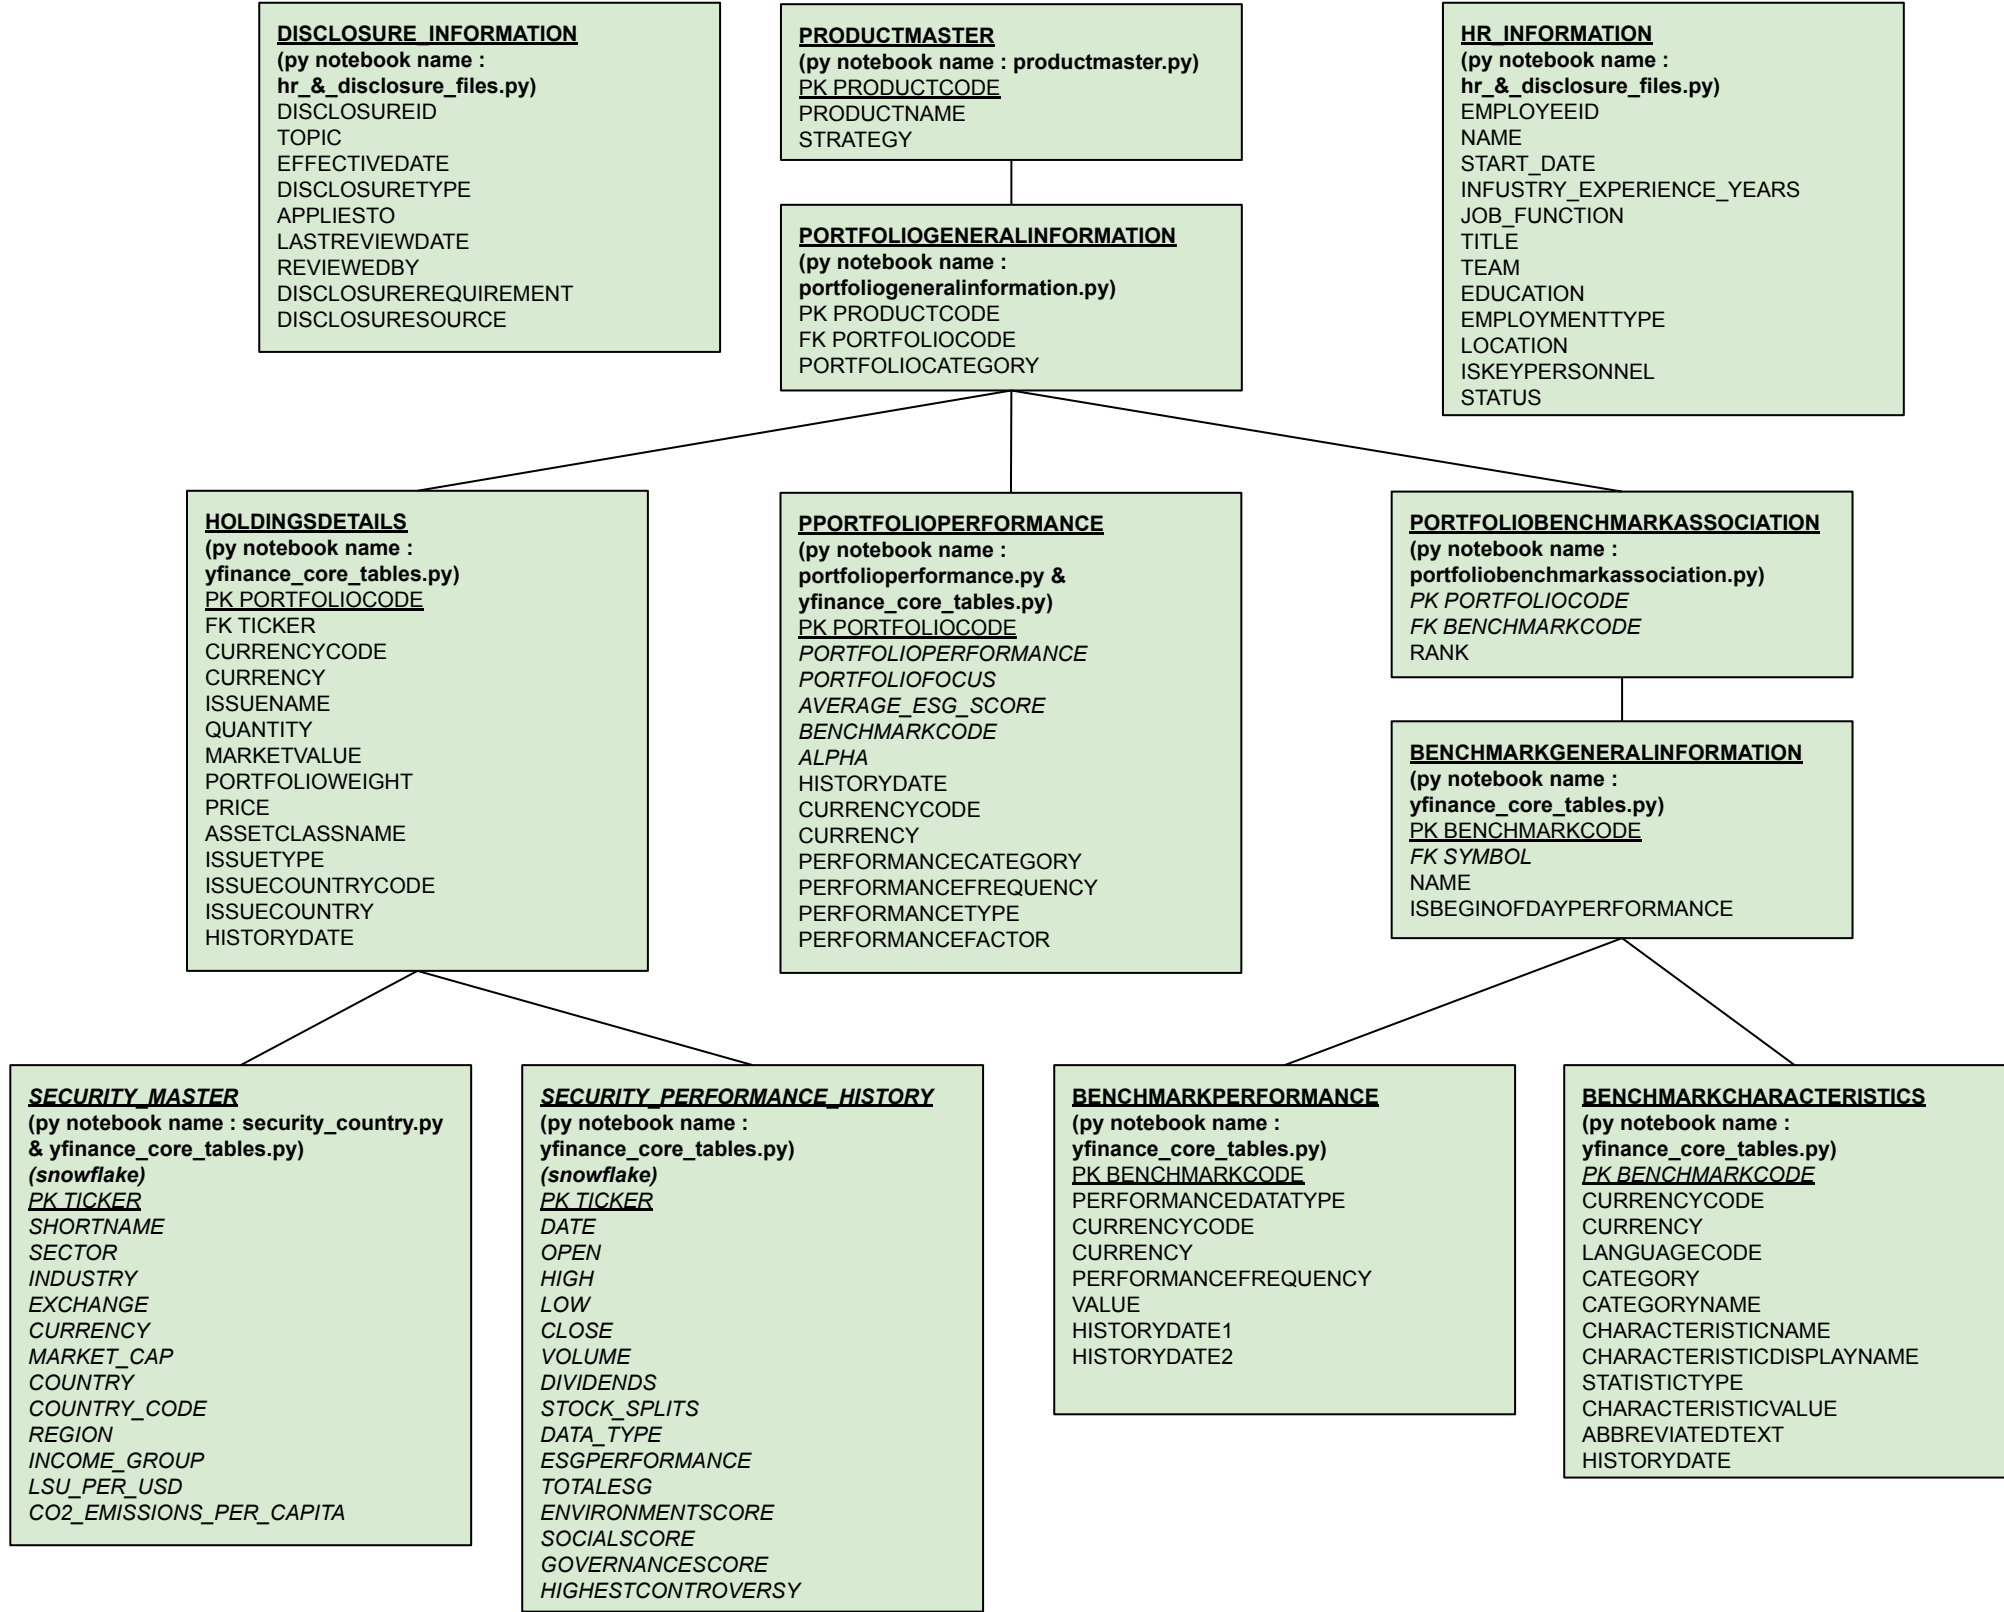 DISCLOSURE_INFORMATION
(py notebook name :
hr_&_disclosure_files.py)
DISCLOSUREID
TOPIC
EFFECTIVEDATE
DISCLOSURETYPE
APPLIESTO
LASTREVIEWDATE
REVIEWEDBY
DISCLOSUREREQUIREMENT
DISCLOSURESOURCE
PRODUCTMASTER
(py notebook name : productmaster.py)
PK PRODUCTCODE
PRODUCTNAME
STRATEGY
HR_INFORMATION
(py notebook name :
hr_&_disclosure_files.py)
EMPLOYEEID
NAME
START_DATE
INFUSTRY_EXPERIENCE_YEARS
JOB_FUNCTION
TITLE
TEAM
EDUCATION
EMPLOYMENTTYPE
LOCATION
ISKEYPERSONNEL
STATUS
PORTFOLIOGENERALINFORMATION
(py notebook name :
portfoliogeneralinformation.py)
PK PRODUCTCODE
FK PORTFOLIOCODE
PORTFOLIOCATEGORY
HOLDINGSDETAILS
(py notebook name :
yfinance_core_tables.py)
PK PORTFOLIOCODE
FK TICKER
CURRENCYCODE
CURRENCY
ISSUENAME
QUANTITY
MARKETVALUE
PORTFOLIOWEIGHT
PRICE
ASSETCLASSNAME
ISSUETYPE
ISSUECOUNTRYCODE
ISSUECOUNTRY
HISTORYDATE
PPORTFOLIOPERFORMANCE
(py notebook name :
portfolioperformance.py &
yfinance_core_tables.py)
PK PORTFOLIOCODE
PORTFOLIOPERFORMANCE
PORTFOLIOFOCUS
AVERAGE_ESG_SCORE
BENCHMARKCODE
ALPHA
HISTORYDATE
CURRENCYCODE
CURRENCY
PERFORMANCECATEGORY
PERFORMANCEFREQUENCY
PERFORMANCETYPE
PERFORMANCEFACTOR
PORTFOLIOBENCHMARKASSOCIATION
(py notebook name :
portfoliobenchmarkassociation.py)
PK PORTFOLIOCODE
FK BENCHMARKCODE
RANK
BENCHMARKGENERALINFORMATION
(py notebook name :
yfinance_core_tables.py)
PK BENCHMARKCODE
FK SYMBOL
NAME
ISBEGINOFDAYPERFORMANCE
SECURITY_MASTER
(py notebook name : security_country.py
& yfinance_core_tables.py)
(snowflake)
PK TICKER
SHORTNAME
SECTOR
INDUSTRY
EXCHANGE
CURRENCY
MARKET_CAP
COUNTRY
COUNTRY_CODE
REGION
INCOME_GROUP
LSU_PER_USD
CO2_EMISSIONS_PER_CAPITA
SECURITY_PERFORMANCE_HISTORY
(py notebook name :
yfinance_core_tables.py)
(snowflake)
PK TICKER
DATE
OPEN
HIGH
LOW
CLOSE
VOLUME
DIVIDENDS
STOCK_SPLITS
DATA_TYPE
ESGPERFORMANCE
TOTALESG
ENVIRONMENTSCORE
SOCIALSCORE
GOVERNANCESCORE
HIGHESTCONTROVERSY
BENCHMARKPERFORMANCE
(py notebook name :
yfinance_core_tables.py)
PK BENCHMARKCODE
PERFORMANCEDATATYPE
CURRENCYCODE
CURRENCY
PERFORMANCEFREQUENCY
VALUE
HISTORYDATE1
HISTORYDATE2
BENCHMARKCHARACTERISTICS
(py notebook name :
yfinance_core_tables.py)
PK BENCHMARKCODE
CURRENCYCODE
CURRENCY
LANGUAGECODE
CATEGORY
CATEGORYNAME
CHARACTERISTICNAME
CHARACTERISTICDISPLAYNAME
STATISTICTYPE
CHARACTERISTICVALUE
ABBREVIATEDTEXT
HISTORYDATE